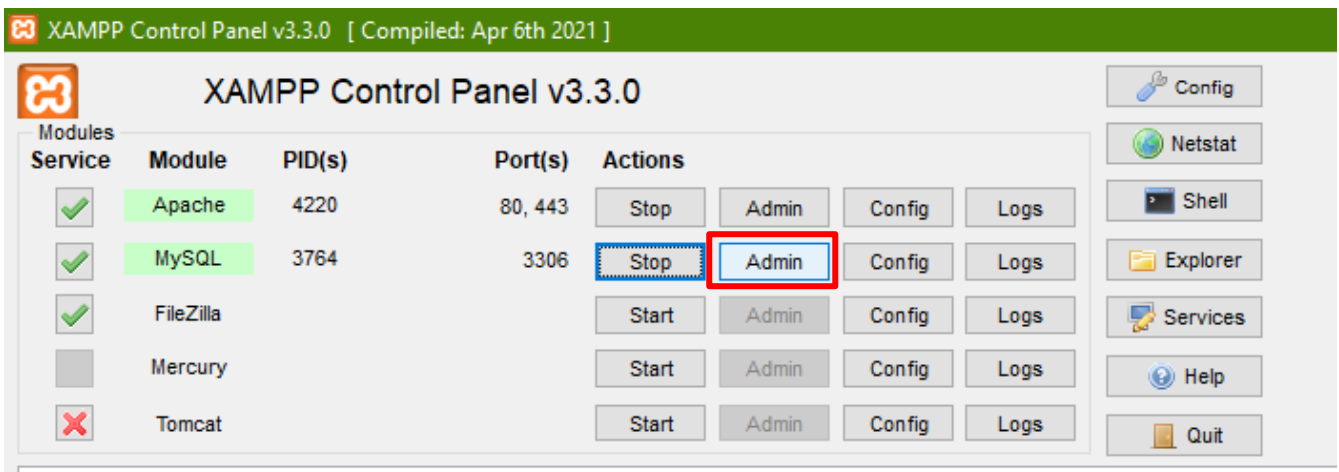 XAMPP Control Panel v3.3.0 [ Compiled: Apr 6th 2021 ]
XAMPP Control Panel v3.3.0
Config
Modules
Service Module PID(s) Port(s) Actions
Netstat
Apache 4220 80, 443 Stop Admin Config Logs
Shell
MySQL 3764 3306 Stop Admin Config Logs
Explorer
FileZilla Start Admin Config Logs
Services
Mercury Start Admin Config Logs
Help
Tomcat Start Admin Config Logs
Quit